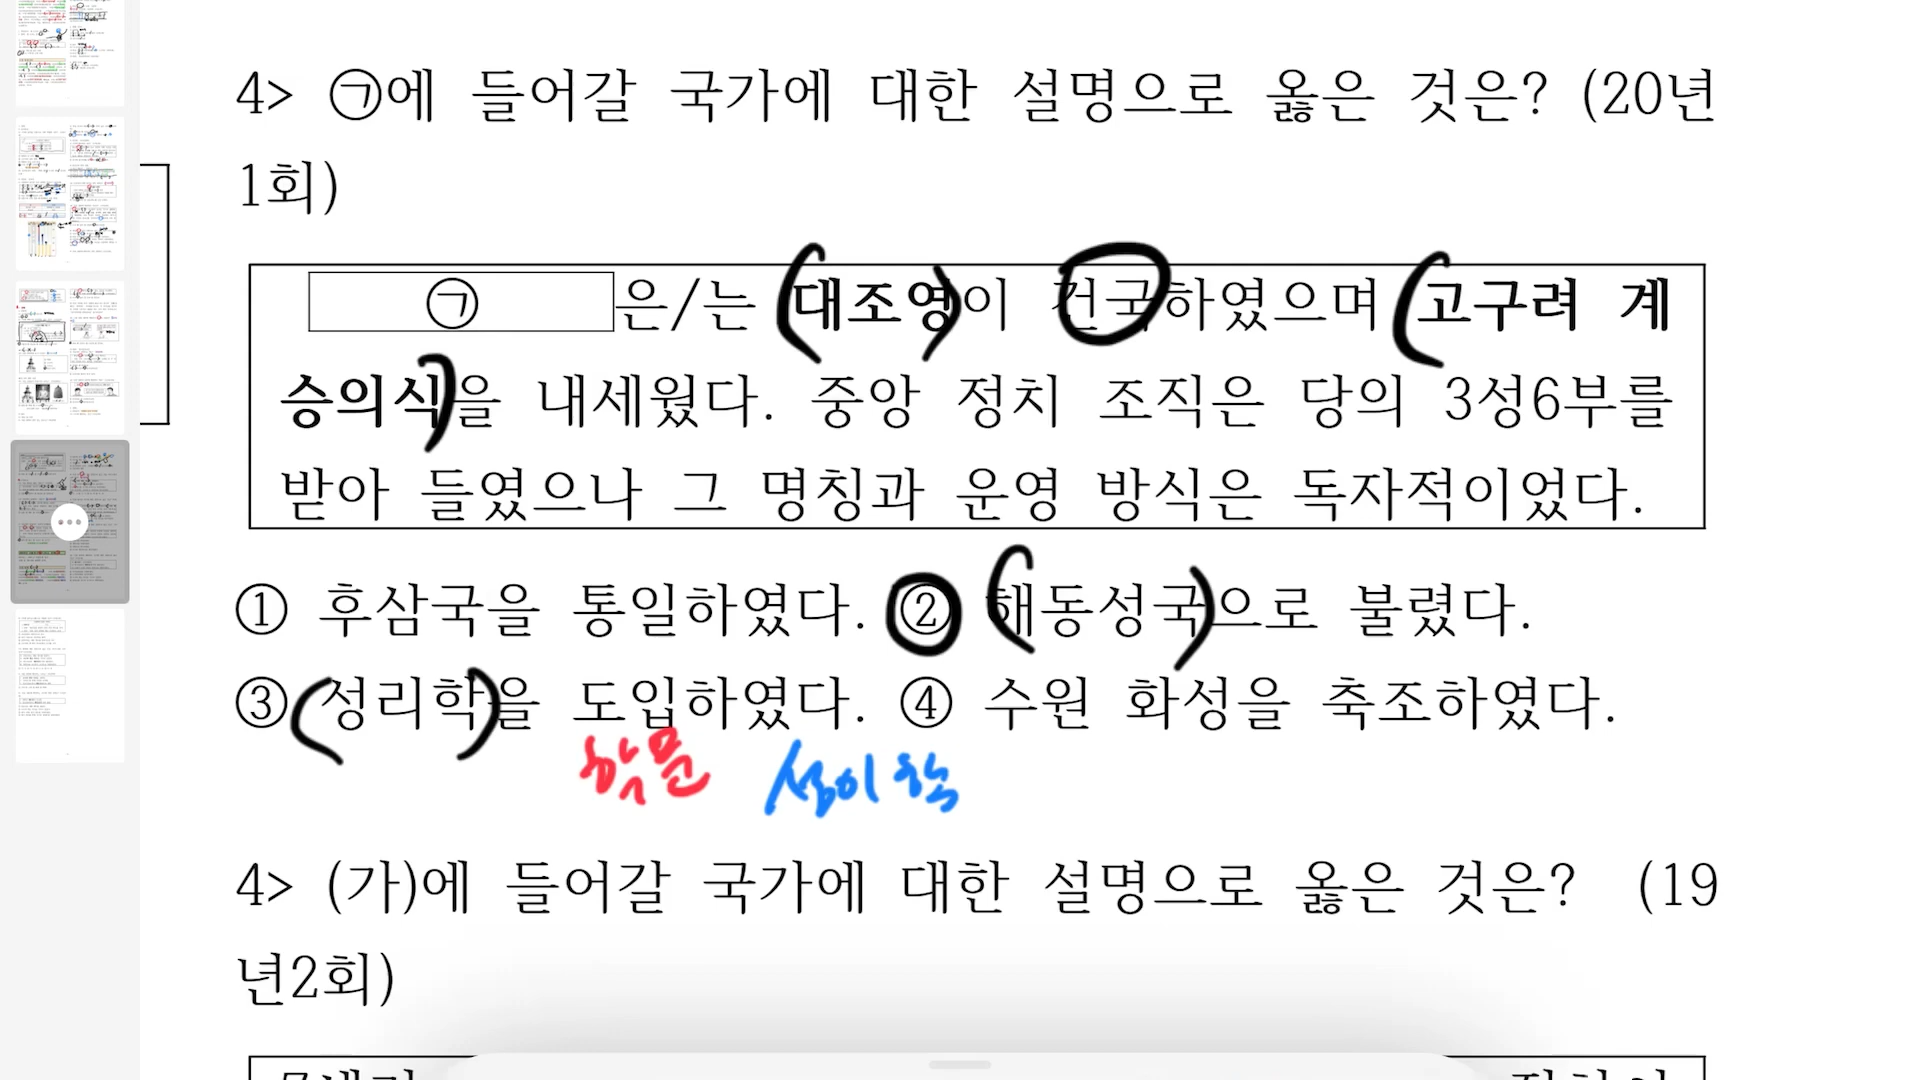 4> ㉠에 들어갈 국가에 대한 설명으로 옳은 것은? (20년
1회)
㉠ 은/는 대조영이 건국하였으며 고구려 계
승의식을 내세웠다. 중앙 정치 조직은 당의 3성6부를
받아 들였으나 그 명칭과 운영 방식은 독자적이었다.
① 후삼국을 통일하였다. ② 해동성국으로 불렸다.
③ 성리학을 도입하였다. ④ 수원 화성을 축조하였다.
학문
4> (가)에 들어갈 국가에 대한 설명으로 옳은 것은? (19
년2회)